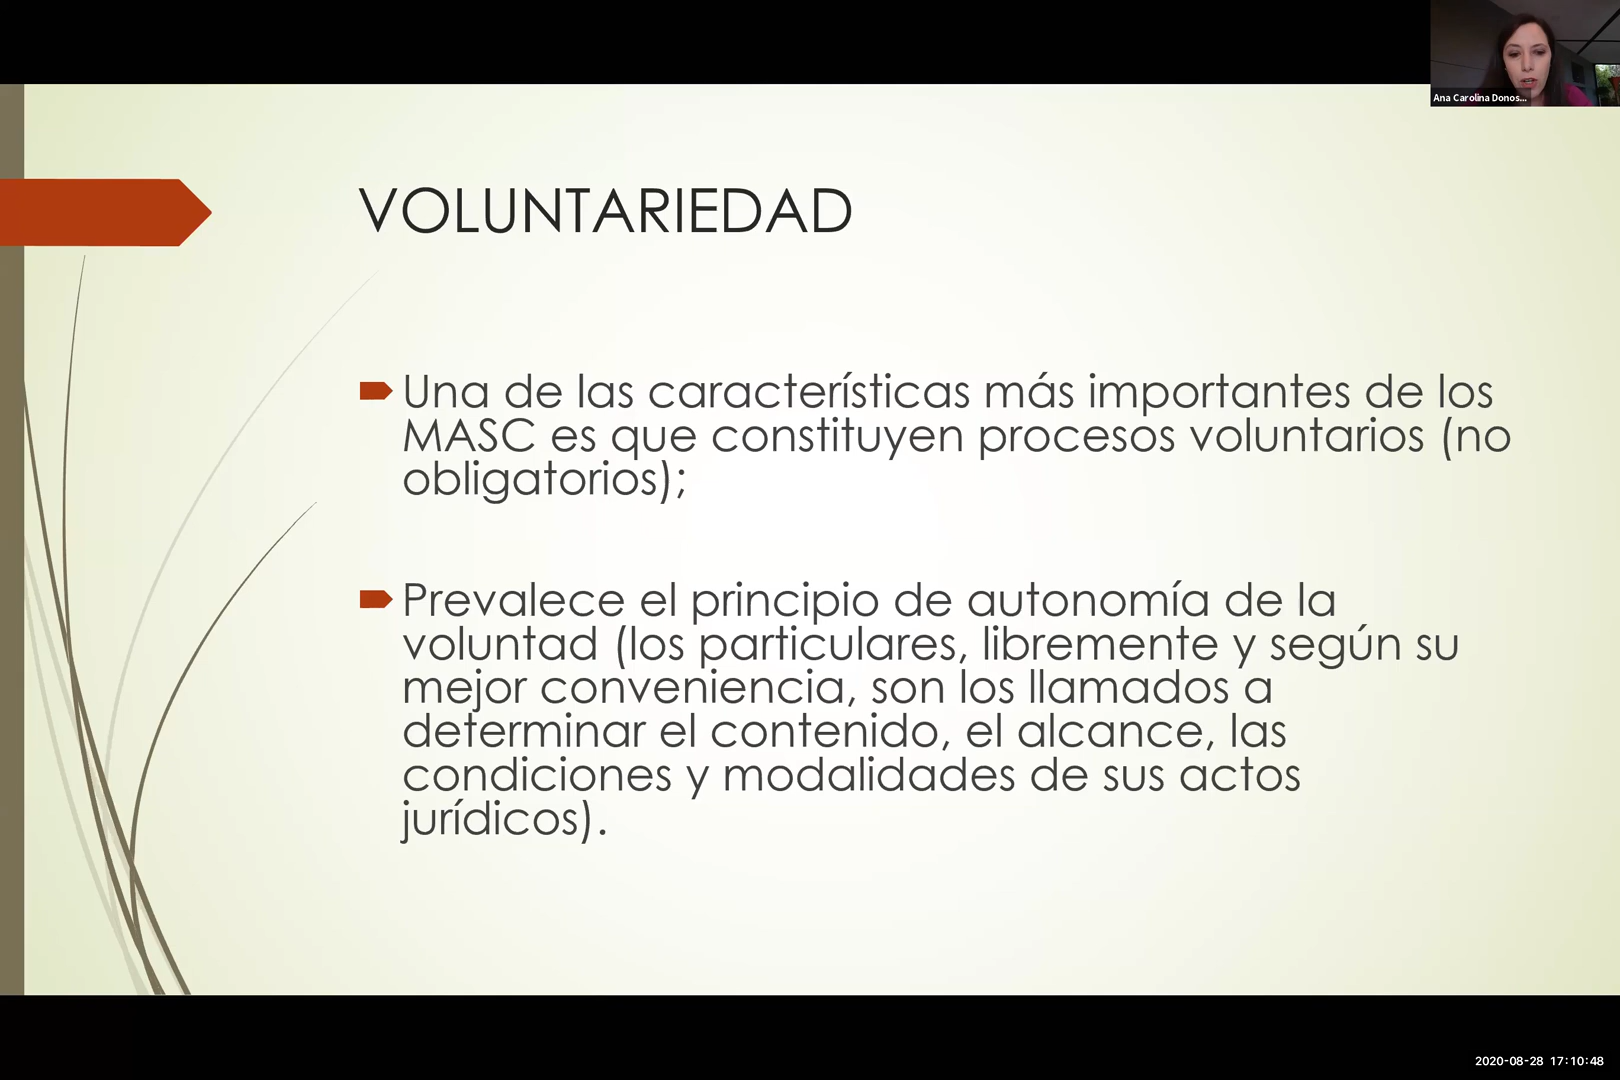 Ana Carolina Donos...
VOLUNTARIEDAD
Una de las características más importantes de los
MASC es que constituyen procesos voluntarios (no
obligatorios);
Prevalece el principio de autonomía de la
voluntad (los particulares, libremente y según su
mejor conveniencia, son los llamados a
determinar el contenido, el alcance, las
condiciones y modalidades de sus actos
jurídicos).
2020-08-28 17:10:48